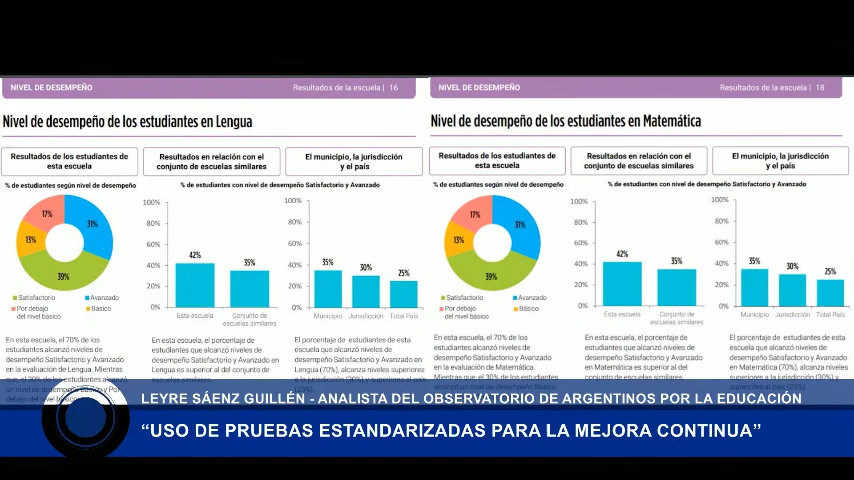 NIVEL DE DESEMPEÑO
Resultados de la escuela | 16
Nivel de desempeño de los estudiantes en Lengua
Resultados de los estudiantes de
esta escuela
Resultados en relación con el
conjunto de escuelas similares
El municipio, la jurisdicción
y el país
% de estudiantes según nivel de desempeño
% de estudiantes con nivel de desempeño Satisfactorio y Avanzado
17%
31%
13%
39%
Satisfactorio
Avanzado
Por debajo
del nivel básico
Básico
100%
80%
60%
40%
20%
0%
42%
35%
Esta escuela
Conjunto de
escuelas similares
100%
80%
60%
40%
20%
0%
35%
30%
25%
Municipio
Jurisdicción
Total País
En esta escuela, el 70% de los
estudiantes alcanzó niveles de
desempeño Satisfactorio y Avanzado
en la evaluación de Lengua. Mientras
que, el 30% de los estudiantes alcanzó
En esta escuela, el porcentaje de
estudiantes que alcanzó niveles de
desempeño Satisfactorio y Avanzado en
Lengua es superior al del conjunto de
escuelas similares.
El porcentaje de estudiantes de esta
escuela que alcanzó niveles de
desempeño Satisfactorio y Avanzado en
Lengua (70%), alcanza niveles superiores
a la jurisdicción (30%) y superiores al país
NIVEL DE DESEMPEÑO
Resultados de la escuela | 18
Nivel de desempeño de los estudiantes en Matemática
Resultados de los estudiantes de
esta escuela
Resultados en relación con el
conjunto de escuelas similares
El municipio, la jurisdicción
y el país
% de estudiantes según nivel de desempeño
% de estudiantes con nivel de desempeño Satisfactorio y Avanzado
17%
31%
13%
39%
Satisfactorio
Avanzado
Por debajo
del nivel básico
Básico
100%
80%
60%
40%
20%
0%
42%
35%
Esta escuela
Conjunto de
escuelas similares
100%
80%
60%
40%
20%
0%
35%
30%
25%
Municipio
Jurisdicción
Total País
En esta escuela, el 70% de los
estudiantes alcanzó niveles de
desempeño Satisfactorio y Avanzado
en la evaluación de Matemática.
Mientras que, el 30% de los estudiantes
alcanzó un nivel de desempeño Básico
En esta escuela, el porcentaje de
estudiantes que alcanzó niveles de
desempeño Satisfactorio y Avanzado en
Matemática es superior al del
conjunto de escuelas similares.
El porcentaje de estudiantes de esta
escuela que alcanzó niveles de
desempeño Satisfactorio y Avanzado en
Matemática (70%), alcanza niveles
superiores a la jurisdicción (30%) y
superiores al país (25%).
LEYRE SÁENZ GUILLÉN - ANALISTA DEL OBSERVATORIO DE ARGENTINOS POR LA EDUCACIÓN
“USO DE PRUEBAS ESTANDARIZADAS PARA LA MEJORA CONTINUA”